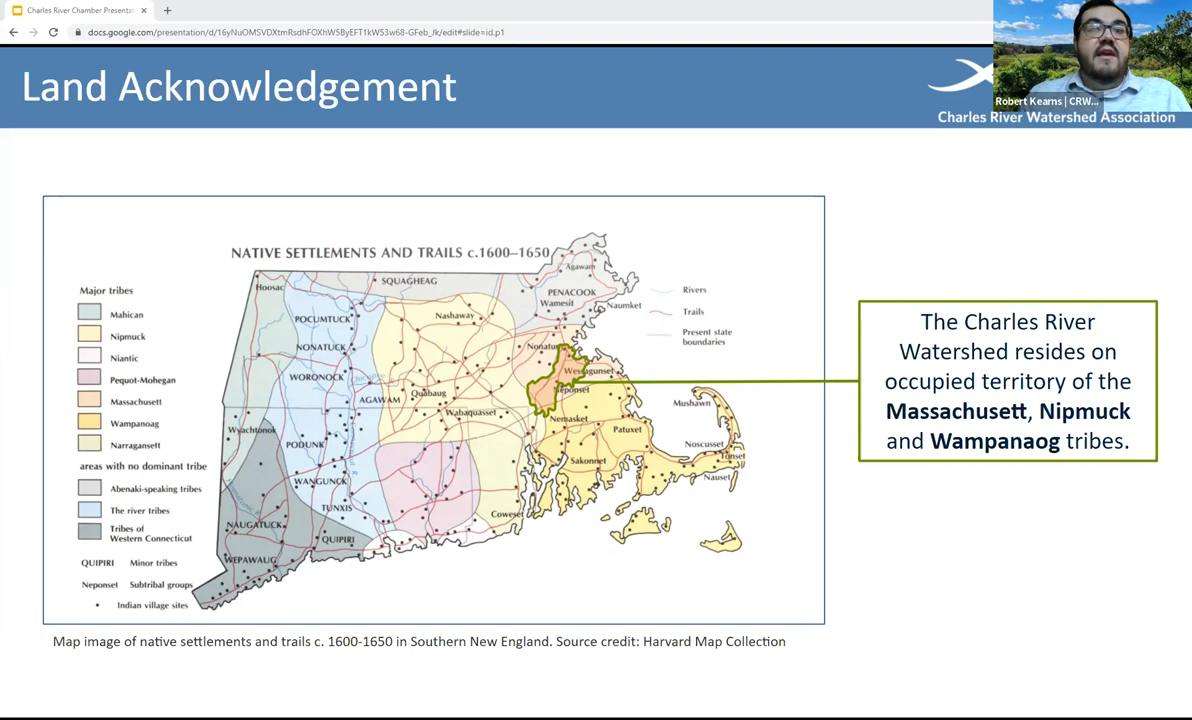 Charles River Chamber Presentat
docs.google.com/presentation/d/16yNuOMSVDXtmRsdhFOXhW5ByEFT1kW53w68-GFeb_Jk/edit#slide=id.p1
Land Acknowledgement
Robert Kearns | CRW...
Charles River Watershed Association
NATIVE SETTLEMENTS AND TRAILS c.1600–1650
Major tribes
Mahican
Nipmuck
Niantic
Pequot-Mohegan
Massachusett
Wampanoag
Narragansett
areas with no dominant tribe
Abenaki-speaking tribes
The river tribes
Tribes of
Western Connecticut
QUIPIRI Minor tribes
Neponset Subtribal groups
Indian village sites
Hoosac
SQUAGHEAG
Agawam
PENACOOK
Wamesit
Naumket
POCUMTUCK
Nashaway
NONATUCK
WORONOCK
AGAWAM
Quabaug
Wabaquasset
Wessagunset
Nemasket
Patuxet
Mushawn
Noscusset
Tonset
Nauset
Sakonnet
Wyachtonok
PODUNK
WANGUNCK
TUNXIS
Coweset
NAUGATUCK
QUIPIRI
WEPAWAUG
Rivers
Trails
Present state
boundaries
The Charles River
Watershed resides on
occupied territory of the
Massachusett, Nipmuck
and Wampanaog tribes.
Map image of native settlements and trails c. 1600-1650 in Southern New England. Source credit: Harvard Map Collection